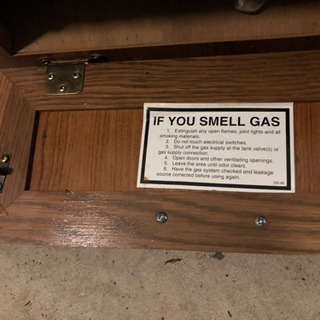 IF YOU SMELL GAS
1. Extinguish any open flames, pilot lights and all
smoking materials.
2. Do not touch electrical switches.
3. Shut off the gas supply at the tank valve(s) or
gas supply connection.
4. Open doors and other ventilating openings.
5. Leave the area until odor clears.
6. Have the gas system checked and leakage
source corrected before using again.